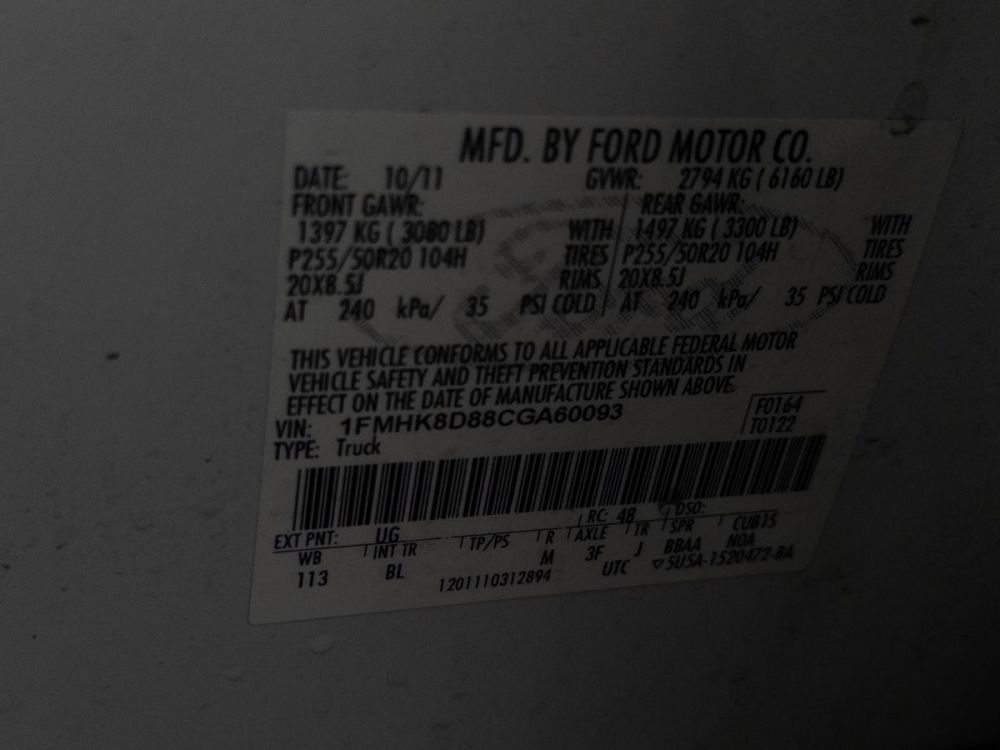 MFD. BY FORD MOTOR CO.
DATE: 10/11 GVWR: 2794 KG ( 6160 LB)
FRONT GAWR: REAR GAWR:
1397 KG ( 3080 LB) WITH 1497 KG ( 3300 LB) WITH
P255/50R20 104H TIRES P255/50R20 104H TIRES
20X8.5J RIMS 20X8.5J RIMS
AT 240 kPa/ 35 PSI COLD AT 240 kPa/ 35 PSI COLD
THIS VEHICLE CONFORMS TO ALL APPLICABLE FEDERAL MOTOR
VEHICLE SAFETY AND THEFT PREVENTION STANDARDS IN
EFFECT ON THE DATE OF MANUFACTURE SHOWN ABOVE.
VIN: 1FMHK8D88CGA60093 F0164
TYPE: Truck T0122
EXT PNT: UG RC: 48 DSO:
WB INT TR TP/PS R AXLE TR SPR CUB1S
113 BL M 3F J BBAA NOA
1201110312894 UTC ▽5U5A-1520472-BA